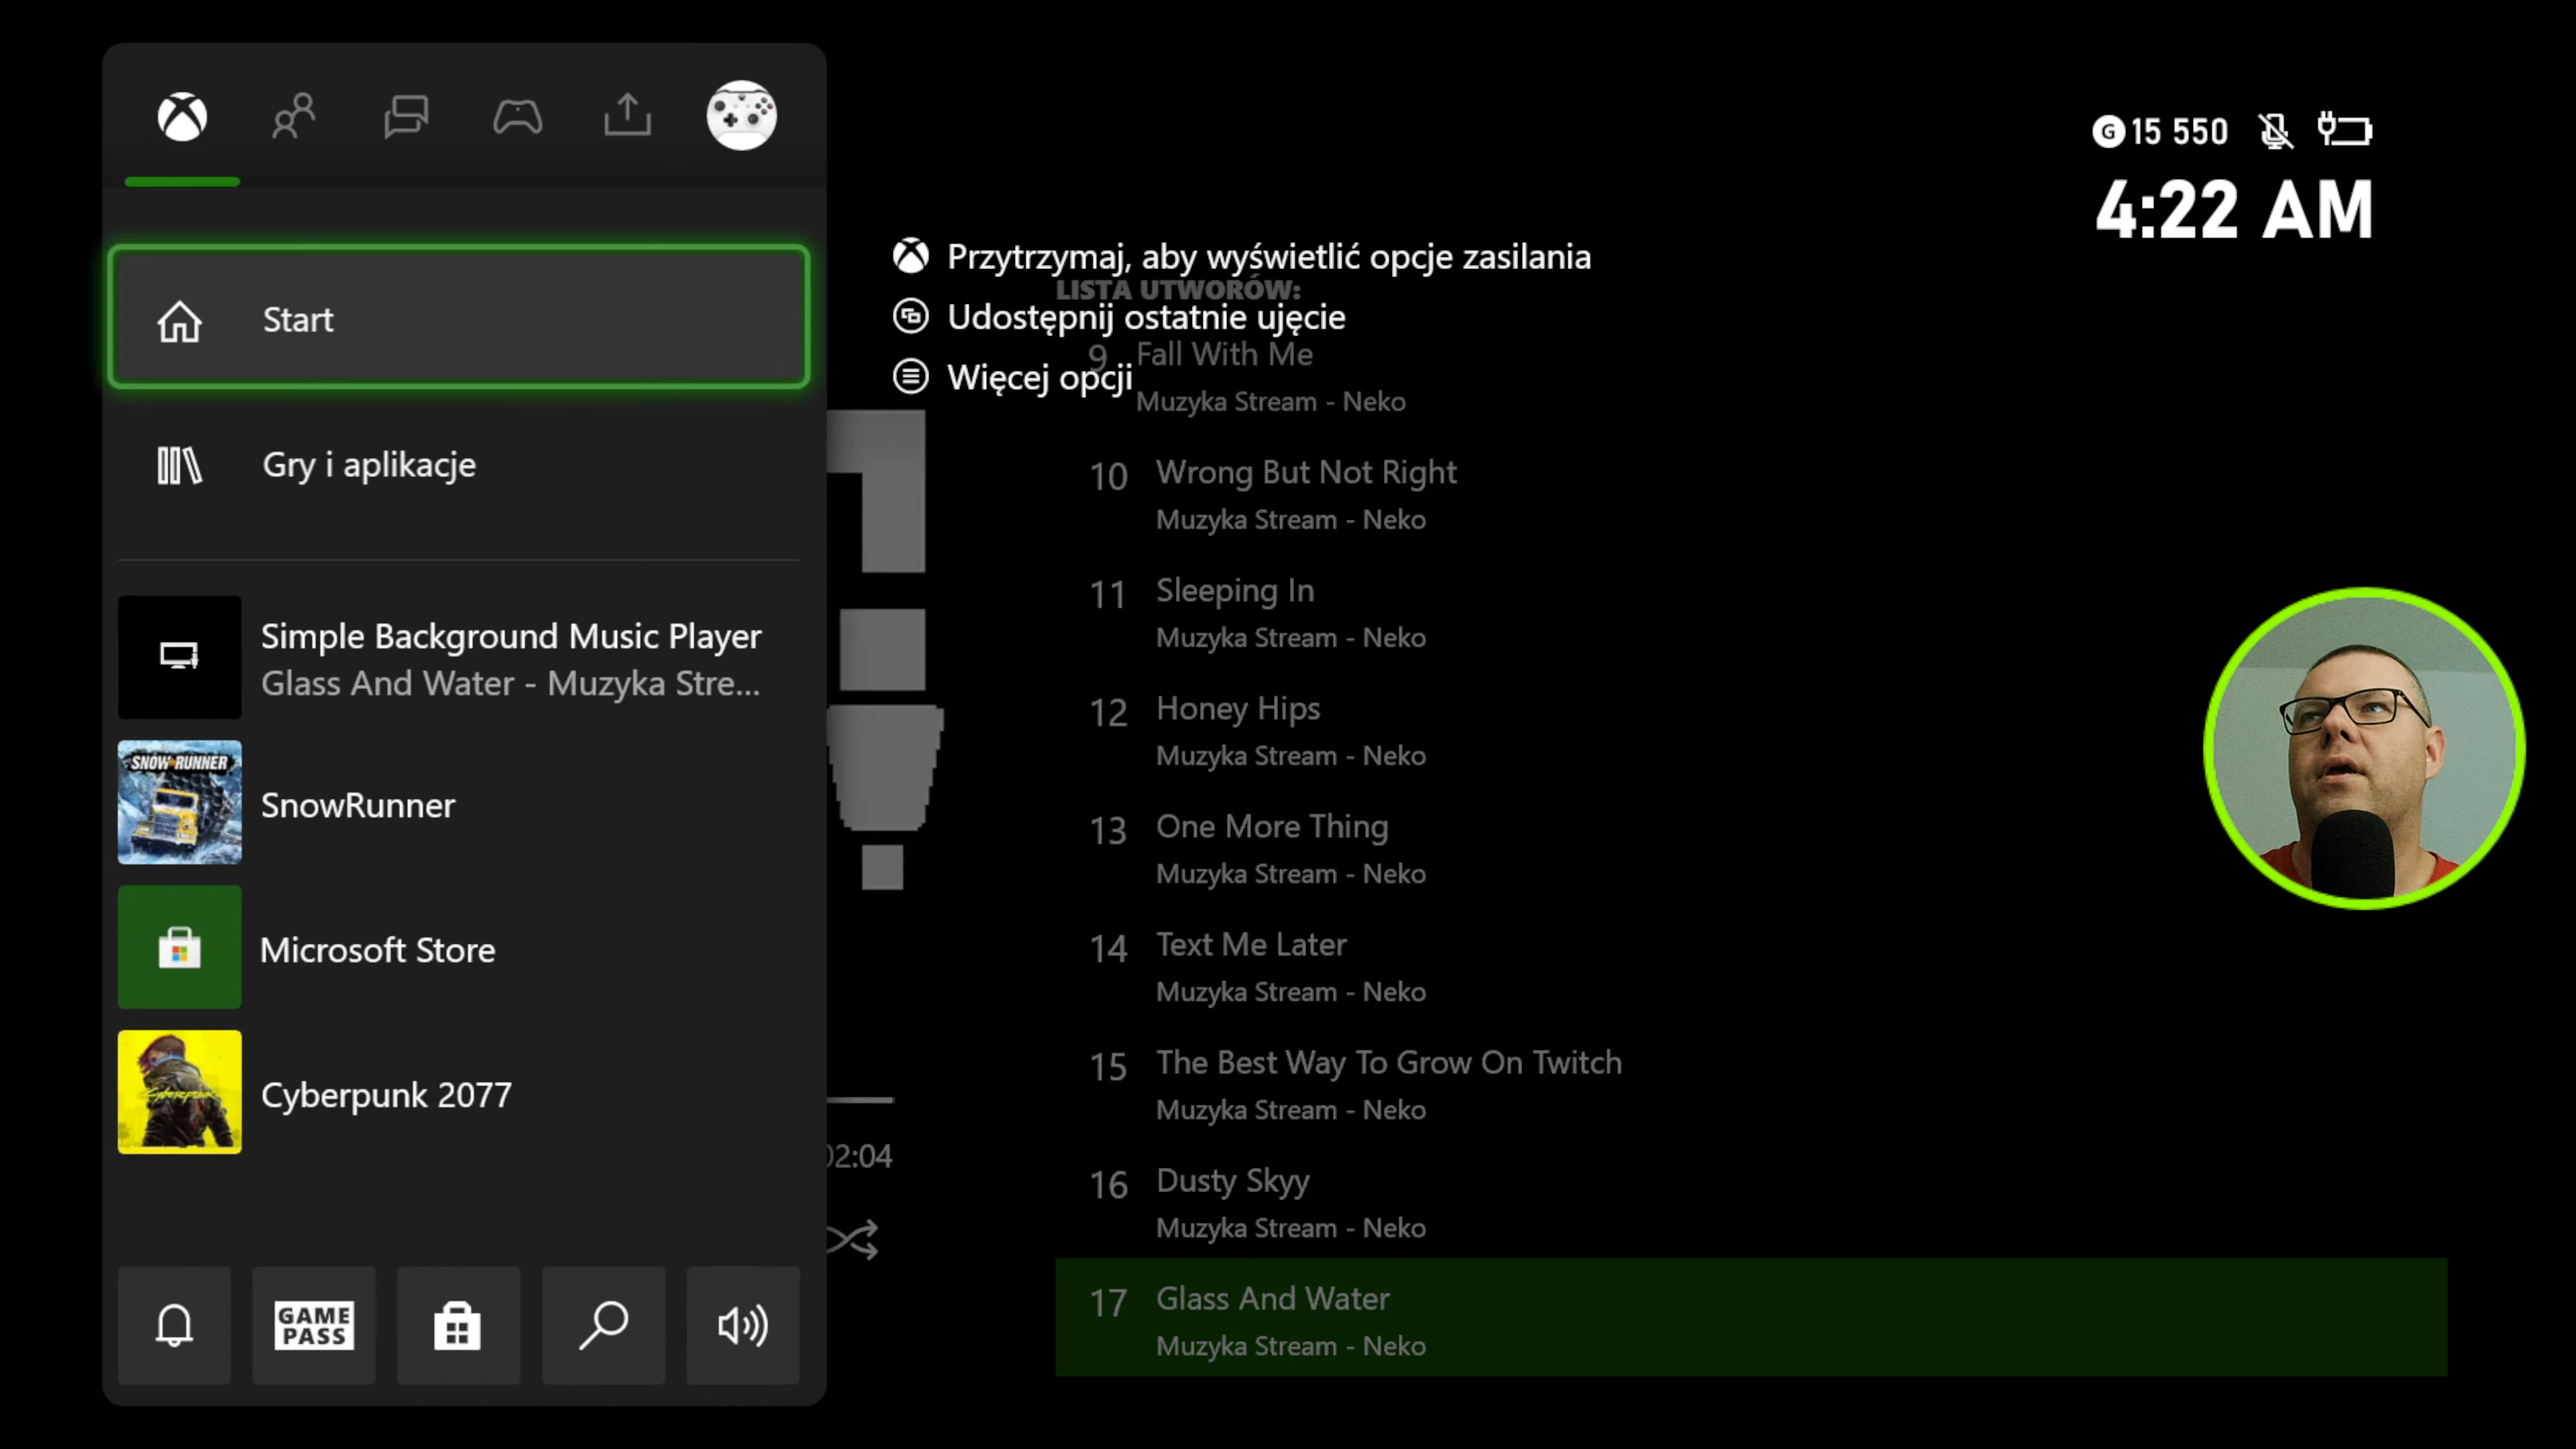 G 15 550
4:22 AM
Start
Gry i aplikacje
Simple Background Music Player
Glass And Water - Muzyka Stre...
SNOW RUNNER
SnowRunner
Microsoft Store
Cyberpunk
Cyberpunk 2077
GAME
PASS
Przytrzymaj, aby wyświetlić opcje zasilania
LISTA UTWORÓW:
Udostępnij ostatnie ujęcie
Więcej opcji
9 Fall With Me
Muzyka Stream - Neko
10 Wrong But Not Right
Muzyka Stream - Neko
11 Sleeping In
Muzyka Stream - Neko
12 Honey Hips
Muzyka Stream - Neko
13 One More Thing
Muzyka Stream - Neko
14 Text Me Later
Muzyka Stream - Neko
15 The Best Way To Grow On Twitch
Muzyka Stream - Neko
16 Dusty Skyy
Muzyka Stream - Neko
17 Glass And Water
Muzyka Stream - Neko
02:04